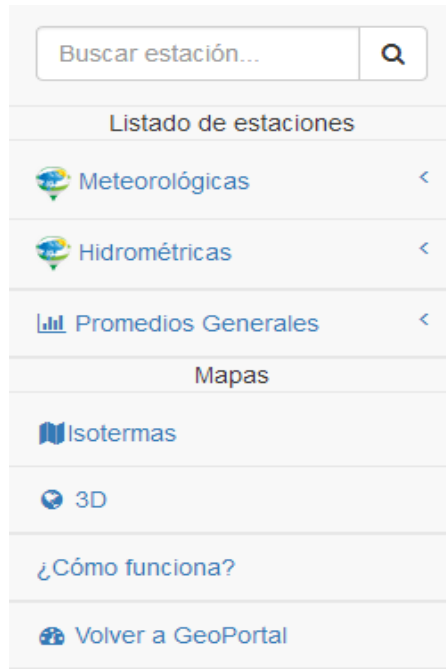 Buscar estación...
Listado de estaciones
Meteorológicas
Hidrométricas
Promedios Generales
Mapas
Isotermas
3D
¿Cómo funciona?
Volver a GeoPortal